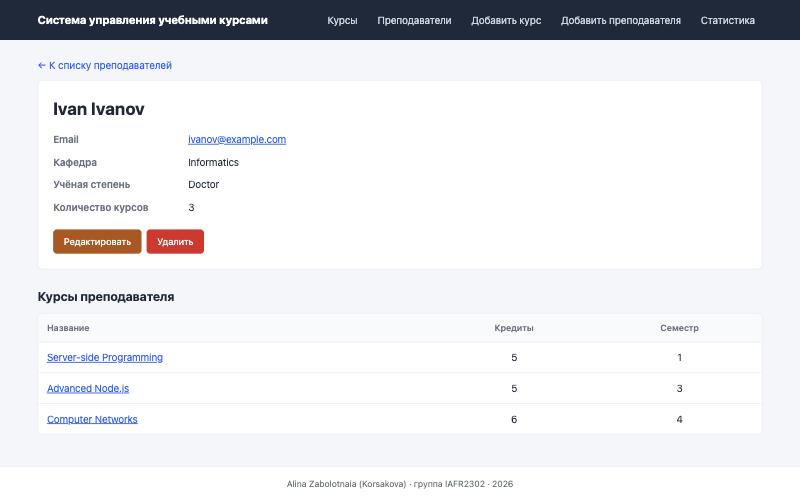 Система управления учебными курсами Курсы Преподаватели Добавить курс Добавить преподавателя Статистика
← К списку преподавателей
Ivan Ivanov
Email ivanov@example.com
Кафедра Informatics
Учёная степень Doctor
Количество курсов 3
Редактировать Удалить
Курсы преподавателя
Название Кредиты Семестр
Server-side Programming 5 1
Advanced Node.js 5 3
Computer Networks 6 4
Alina Zabolotnaia (Korsakova) · группа IAFR2302 · 2026